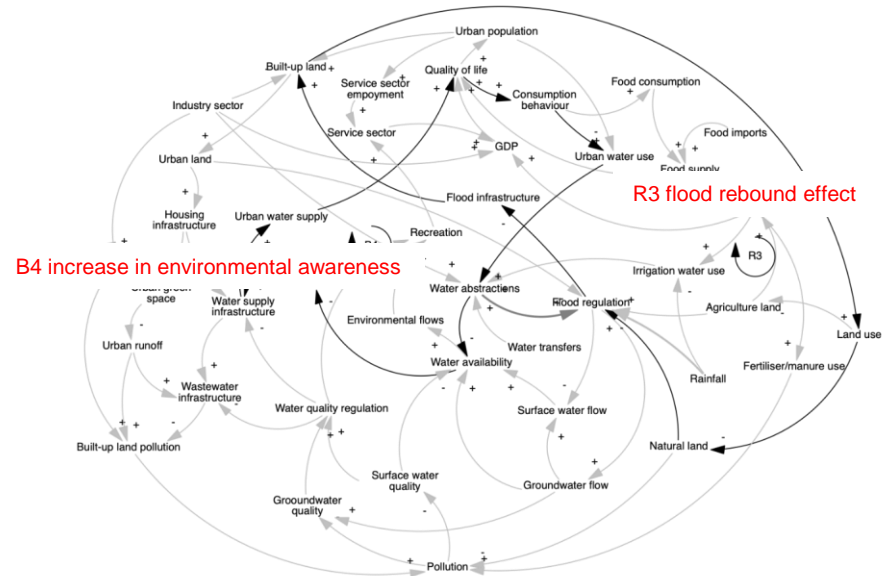 Urban population
Built-up land
Quality of life
Service sector
empoyment
Consumption
behaviour
Food consumption
Industry sector
Service sector
GDP
Food imports
Urban land
Urban water use
Food supply
Housing
infrastructure
Urban water supply
Flood infrastructure
R3 flood rebound effect
Recreation
B4 increase in environmental awareness
Irrigation water use
R3
space
Water supply
infrastructure
Water abstractions
Flood regulation
Agriculture land
Environmental flows
Land use
Urban runoff
Water transfers
Water availability
Rainfall
Fertiliser/manure use
Wastewater
infrastructure
Water quality regulation
Surface water flow
Built-up land pollution
Natural land
Surface water
quality
Groundwater flow
Grooundwater
quality
Pollution